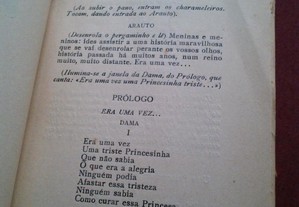 (Ao subir o pano, entram os charameleiros.
Tocam, dando entrada ao Arauto).
ARAUTO
(Desenrola o pergaminho e lê) Meninas e me-
ninos: Ides assistir a uma história maravilhosa
que se vai desenrolar perante os vossos olhos,
história passada há muitos anos, num reino
muito, muito distante. Era uma vez...
(Ilumina-se a janela da Dama, do Prólogo, que
canta: «Era uma vez uma Princesinha triste...»)
PRÓLOGO
ERA UMA VEZ...
DAMA
I
Era uma vez
Uma triste Princesinha
Que não sabia
O que era a alegria
Ninguém podia
Afastar essa tristeza
Ninguém sabia
Como curar essa Princesa